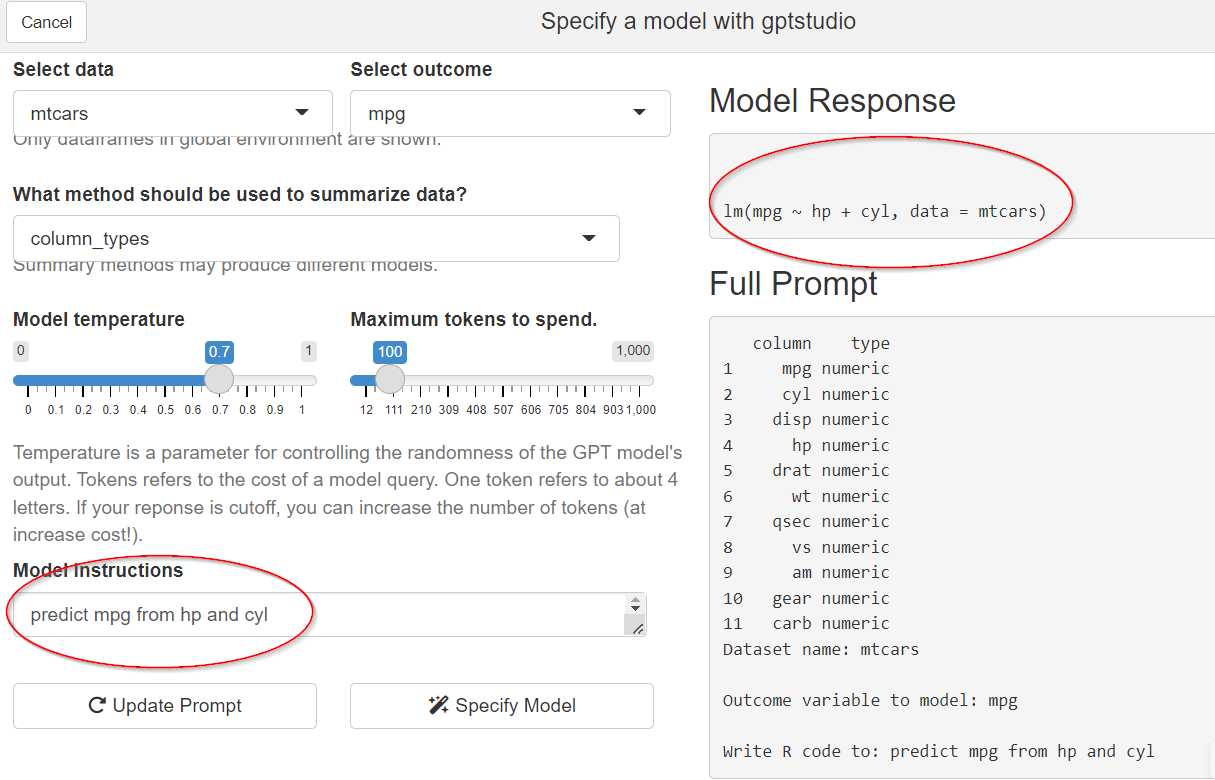 Cancel
Specify a model with gptstudio
Select data
Select outcome
mtcars
mpg
Only dataframes in global environment are shown.
What method should be used to summarize data?
column_types
Summary methods may produce different models.
Model temperature
Maximum tokens to spend.
0 0.7 1
100 1,000
0 0.1 0.2 0.3 0.4 0.5 0.6 0.7 0.8 0.9 1
12 111 210 309 408 507 606 705 804 903 1,000
Temperature is a parameter for controlling the randomness of the GPT model's
output. Tokens refers to the cost of a model query. One token refers to about 4
letters. If your reponse is cutoff, you can increase the number of tokens (at
increase cost!).
Model Instructions
predict mpg from hp and cyl
Update Prompt
Specify Model
Model Response
lm(mpg ~ hp + cyl, data = mtcars)
Full Prompt
column type
1 mpg numeric
2 cyl numeric
3 disp numeric
4 hp numeric
5 drat numeric
6 wt numeric
7 qsec numeric
8 vs numeric
9 am numeric
10 gear numeric
11 carb numeric
Dataset name: mtcars
Outcome variable to model: mpg
Write R code to: predict mpg from hp and cyl